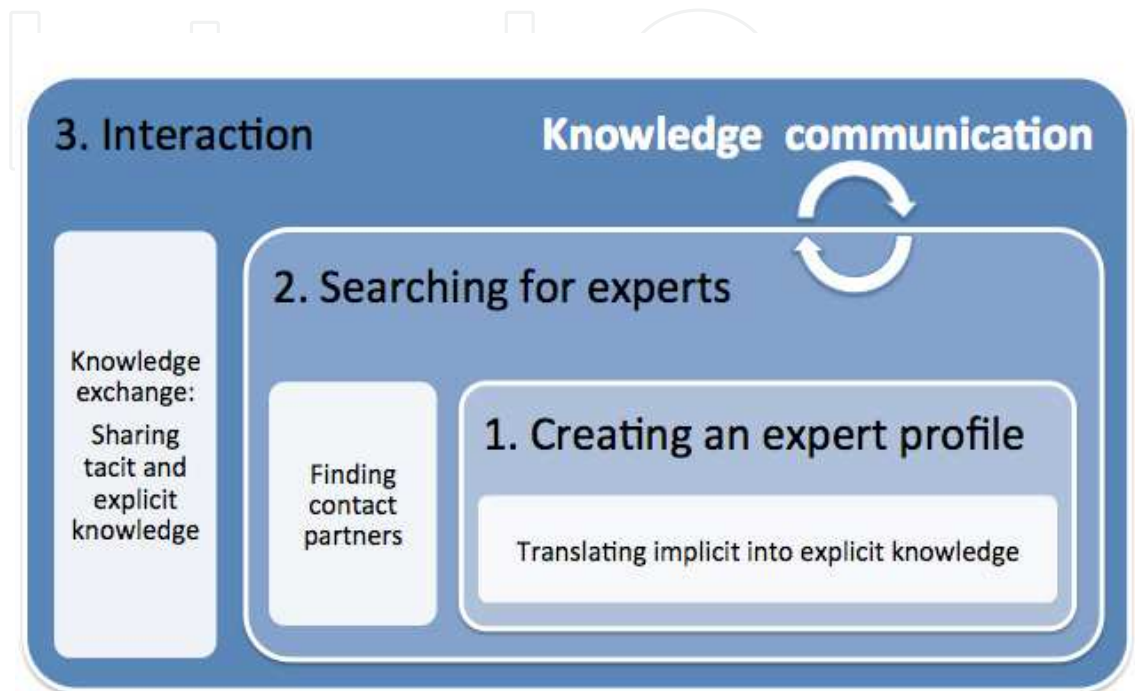 3. Interaction
Knowledge communication
2. Searching for experts
Knowledge
exchange:
Sharing
tacit and
explicit
knowledge
1. Creating an expert profile
Finding
contact
partners
Translating implicit into explicit knowledge